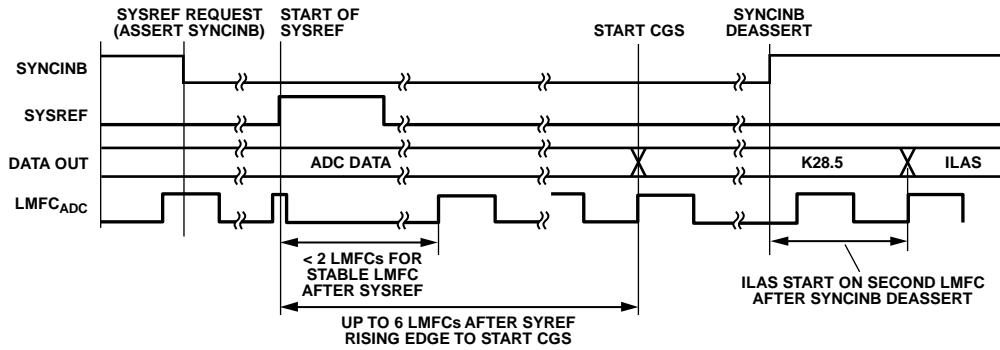 SYSREF REQUEST
(ASSERT SYNCINB)
START OF
SYSREF
START CGS
SYNCINB
DEASSERT
SYNCINB
SYSREF
DATA OUT
ADC DATA
K28.5
ILAS
LMFCADC
< 2 LMFCs FOR
STABLE LMFC
AFTER SYSREF
ILAS START ON SECOND LMFC
AFTER SYNCINB DEASSERT
UP TO 6 LMFCs AFTER SYREF
RISING EDGE TO START CGS